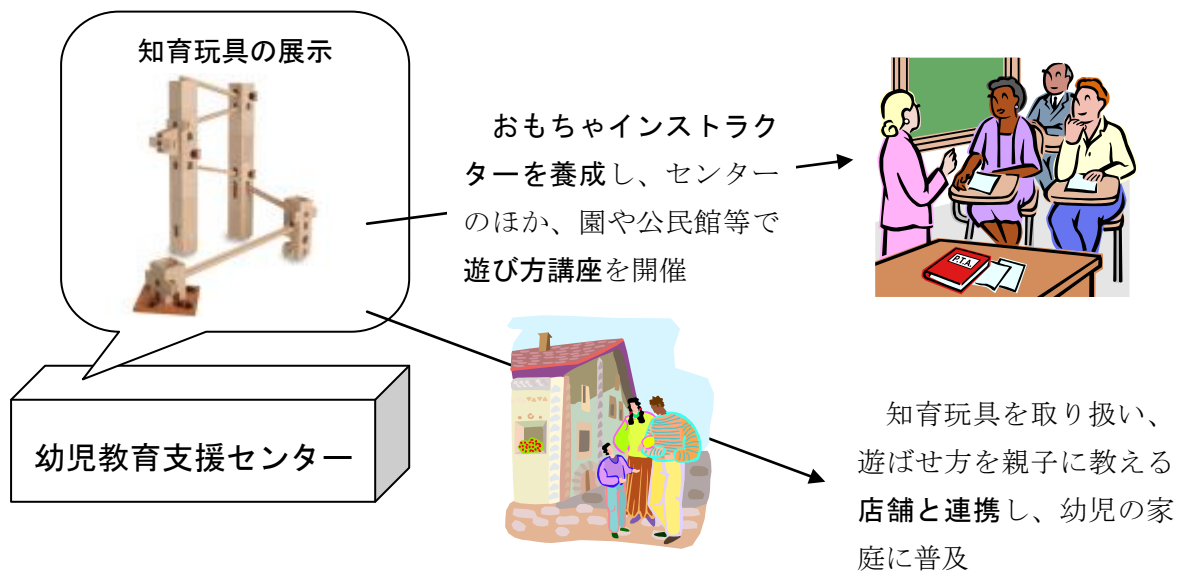 知育玩具の展示
おもちゃインストラク
ターを養成し、センター
のほか、園や公民館等で
遊び方講座を開催
P.T.A.
幼児教育支援センター
知育玩具を取り扱い、
遊ばせ方を親子に教える
店舗と連携し、幼児の家
庭に普及